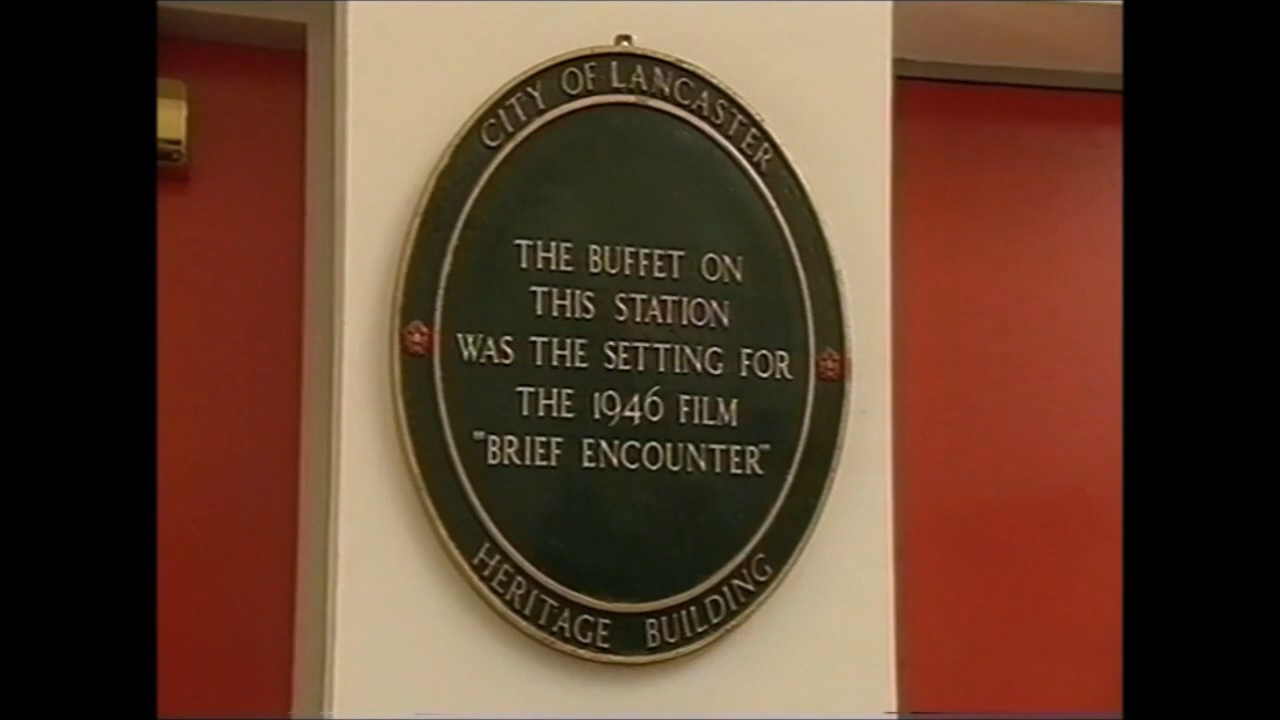 CITY OF LANCASTER
THE BUFFET ON
THIS STATION
WAS THE SETTING FOR
THE 1946 FILM
"BRIEF ENCOUNTER"
HERITAGE BUILDING